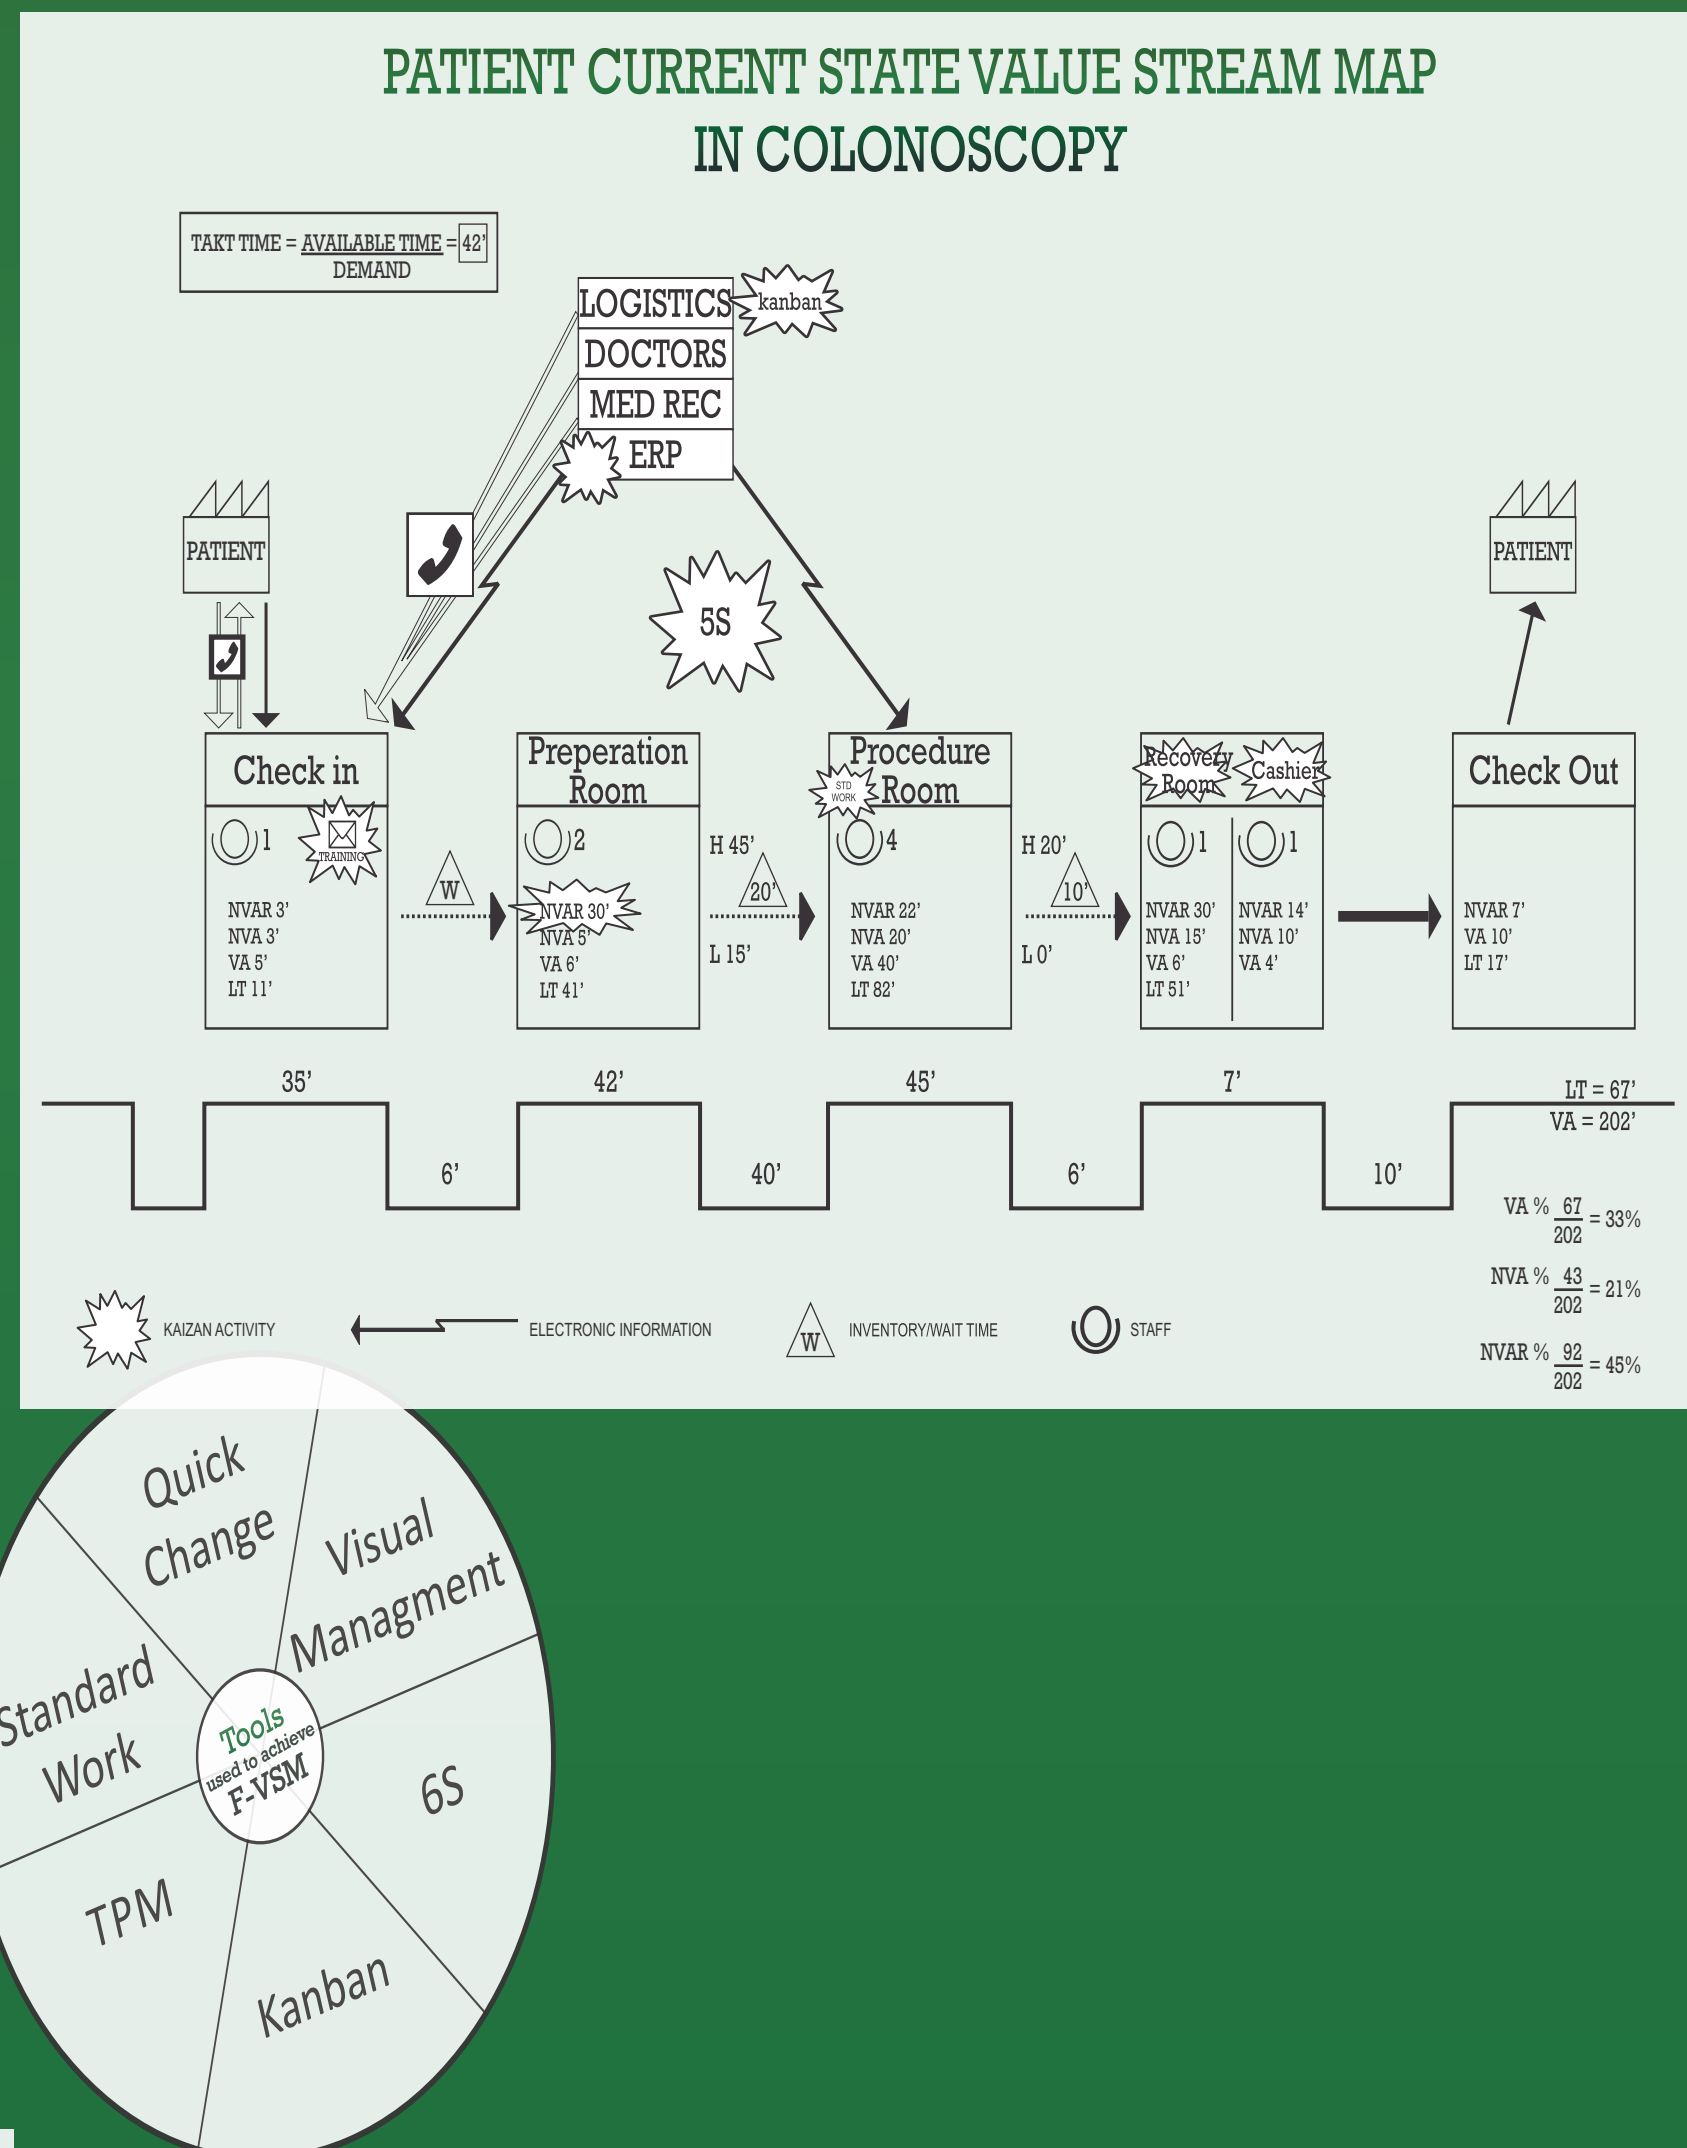 PATIENT CURRENT STATE VALUE STREAM MAP
IN COLONOSCOPY
TAKT TIME = AVAILABLE TIME = 42’
DEMAND
LOGISTICS
kanban
DOCTORS
MED REC
ERP
PATIENT
PATIENT
5S
Check in
Preperation
Room
Procedure
Room
STD
WORK
Recovery
Room
Cashier
Check Out
1
TRAINING
NVAR 3’
NVA 3’
VA 5’
LT 11’
W
2
NVAR 30’
NVA 5’
VA 6’
LT 41’
H 45’
20’
L 15’
4
NVAR 22’
NVA 20’
VA 40’
LT 82’
H 20’
10’
L 0’
1
NVAR 30’
NVA 15’
VA 6’
LT 51’
1
NVAR 14’
NVA 10’
VA 4’
NVAR 7’
VA 10’
LT 17’
35’
42’
45’
7’
LT = 67’
VA = 202’
6’
40’
6’
10’
VA % 67
202 = 33%
NVA % 43
202 = 21%
NVAR % 92
202 = 45%
KAIZAN ACTIVITY
ELECTRONIC INFORMATION
W
INVENTORY/WAIT TIME
STAFF
Quick
Change
Visual
Managment
Standard
Work
Tools
used to achieve
F-VSM
6S
TPM
Kanban